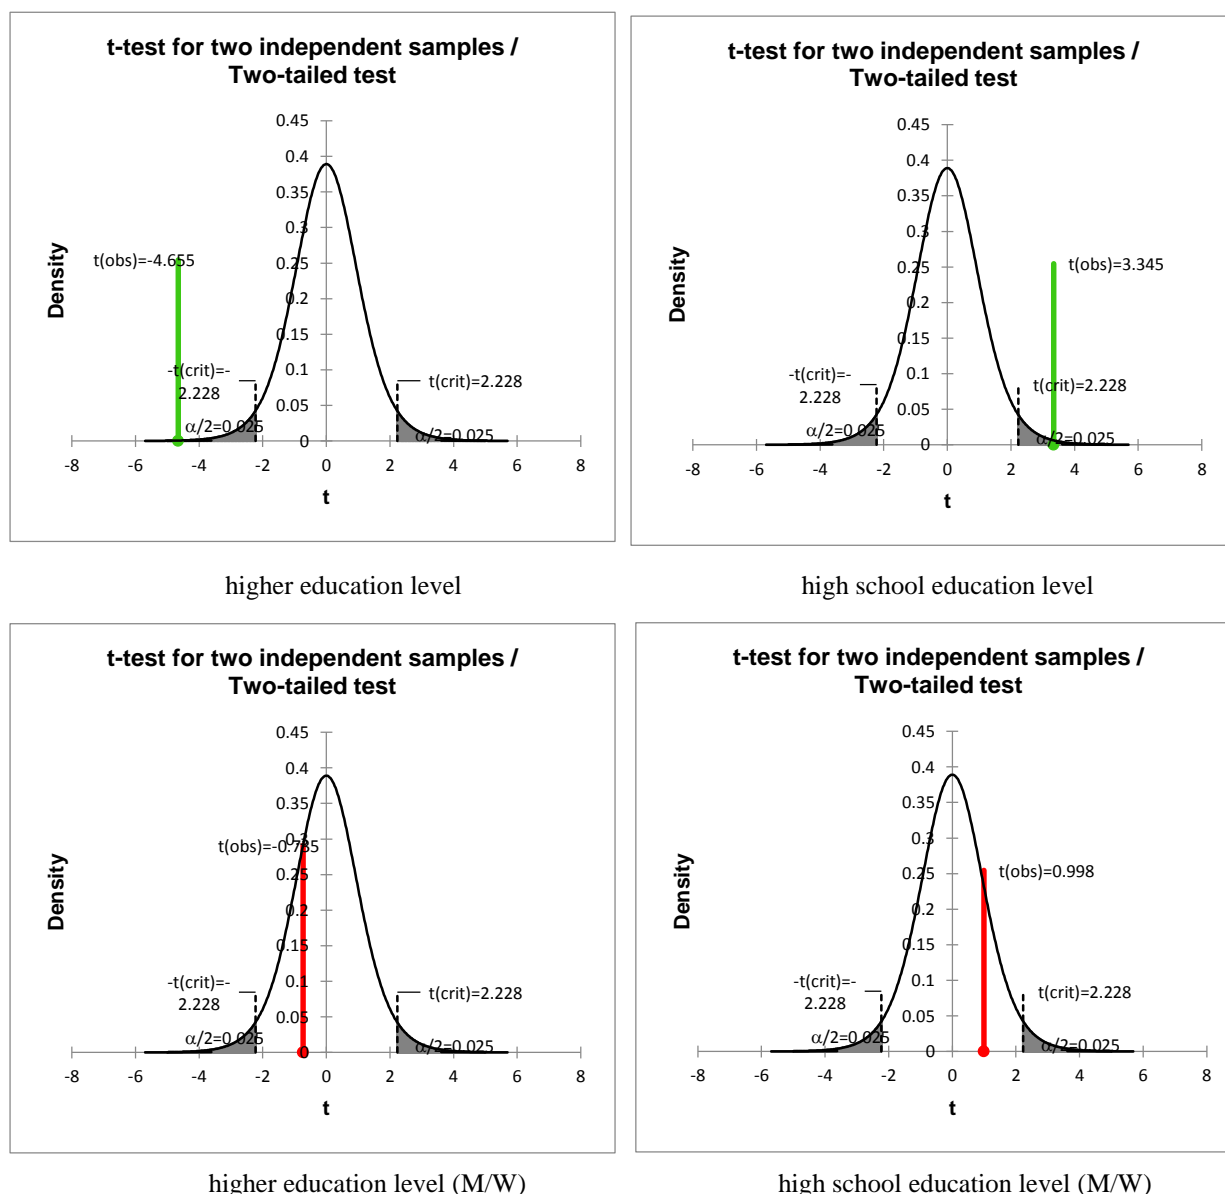 t-test for two independent samples /
Two-tailed test
0.45
0.4
0.35
0.3
0.25
0.2
0.15
0.1
0.05
0
Density
t(obs)=-4.655
-t(crit)=-
2.228
t(crit)=2.228
α/2=0.025
α/2=0.025
-8 -6 -4 -2 0 2 4 6 8
t
higher education level
t-test for two independent samples /
Two-tailed test
0.45
0.4
0.35
0.3
0.25
0.2
0.15
0.1
0.05
0
Density
t(obs)=3.345
-t(crit)=-
2.228
t(crit)=2.228
α/2=0.025
α/2=0.025
-8 -6 -4 -2 0 2 4 6 8
t
high school education level
t-test for two independent samples /
Two-tailed test
0.45
0.4
0.35
0.3
0.25
0.2
0.15
0.1
0.05
0
Density
t(obs)=-0.735
-t(crit)=-
2.228
t(crit)=2.228
α/2=0.025
α/2=0.025
-8 -6 -4 -2 0 2 4 6 8
t
higher education level (M/W)
t-test for two independent samples /
Two-tailed test
0.45
0.4
0.35
0.3
0.25
0.2
0.15
0.1
0.05
0
Density
t(obs)=0.998
-t(crit)=-
2.228
t(crit)=2.228
α/2=0.025
α/2=0.025
-8 -6 -4 -2 0 2 4 6 8
t
high school education level (M/W)